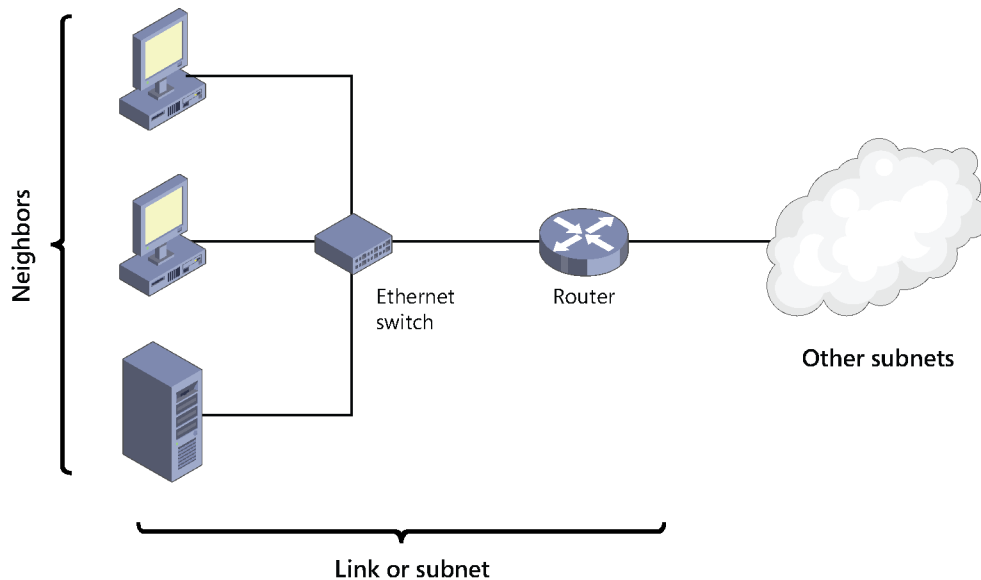 Neighbors
Ethernet
switch
Router
Other subnets
Link or subnet